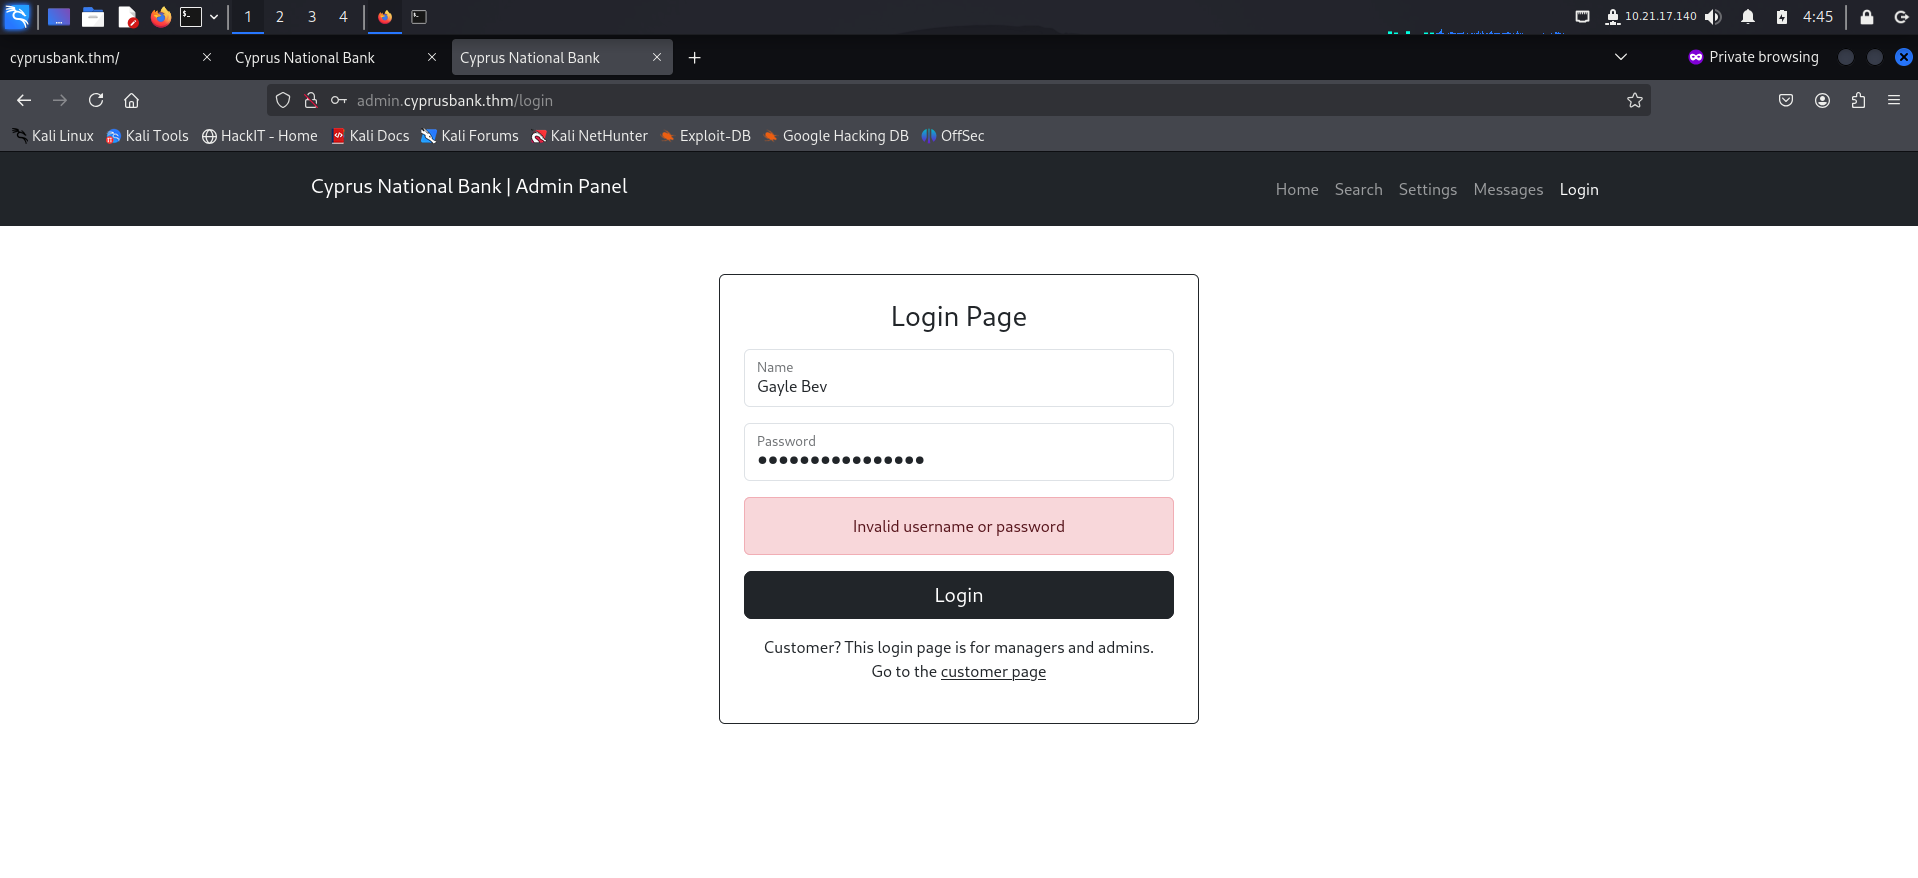 1 2 3 4 10.21.17.140 4:45
cyprusbank.thm/ Cyprus National Bank Cyprus National Bank Private browsing
admin.cyprusbank.thm/login
Kali Linux Kali Tools HackIT - Home Kali Docs Kali Forums Kali NetHunter Exploit-DB Google Hacking DB OffSec
Cyprus National Bank | Admin Panel Home Search Settings Messages Login
Login Page
Name
Gayle Bev
Password
••••••••••••••••
Invalid username or password
Login
Customer? This login page is for managers and admins.
Go to the customer page